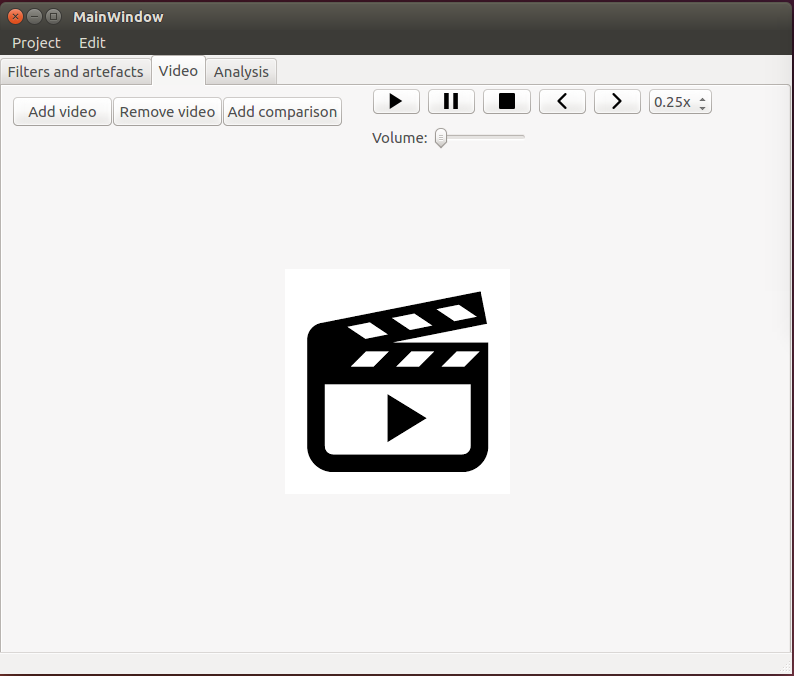 MainWindow
Project Edit
Filters and artefacts Video Analysis
Add video Remove video Add comparison 0.25x
Volume: